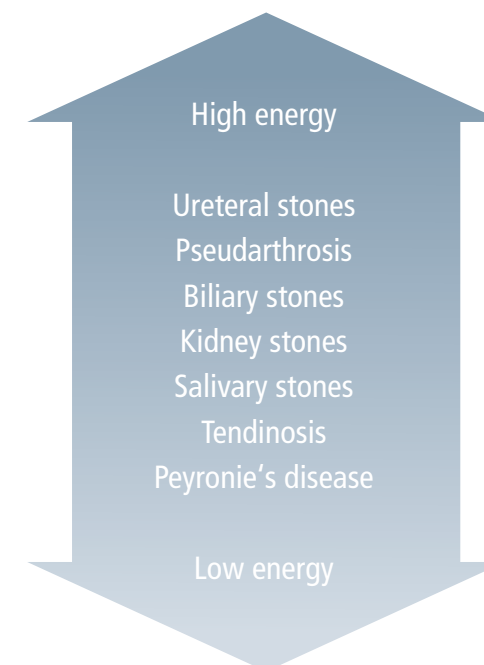 High energy
Ureteral stones
Pseudarthrosis
Biliary stones
Kidney stones
Salivary stones
Tendinosis
Peyronie‘s disease
Low energy